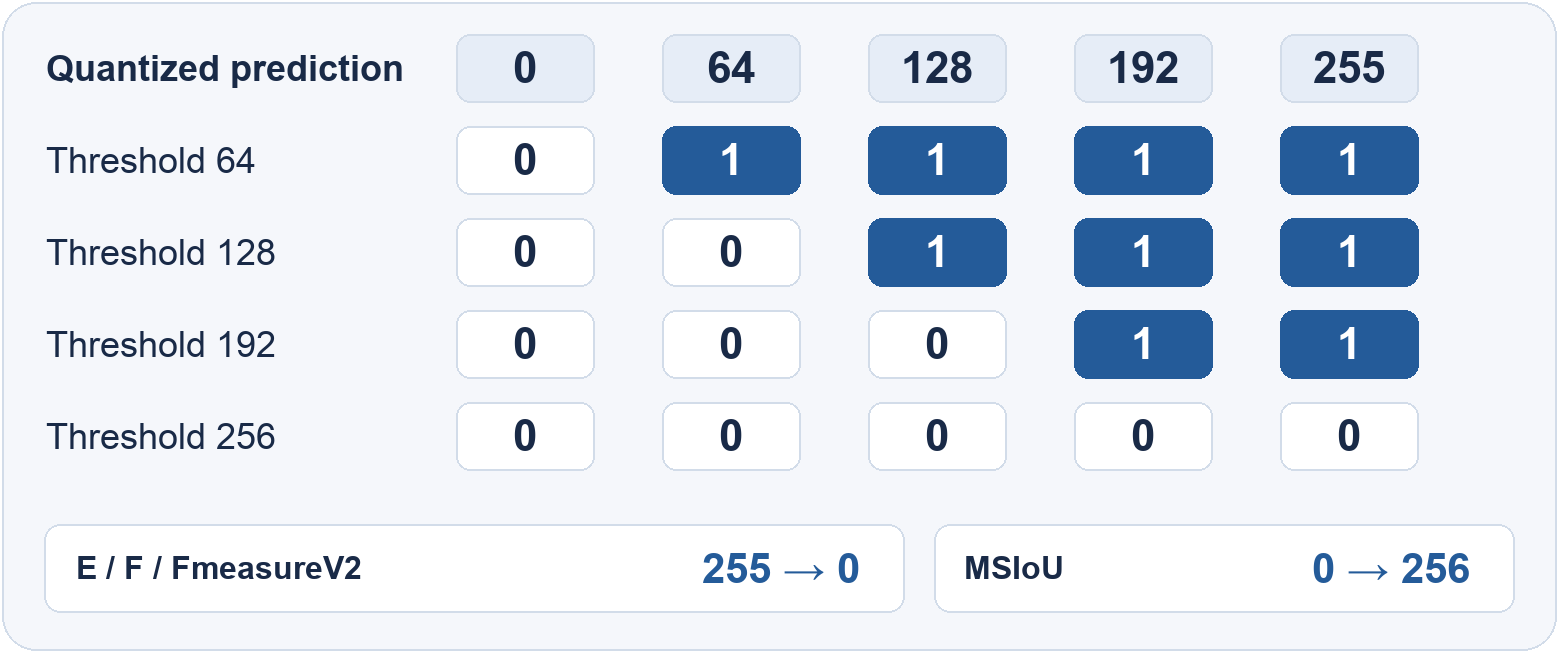 Quantized prediction 0 64 128 192 255
Threshold 64 0 1 1 1 1
Threshold 128 0 0 1 1 1
Threshold 192 0 0 0 1 1
Threshold 256 0 0 0 0 0
E / F / FmeasureV2 255 → 0 MSIoU 0 → 256